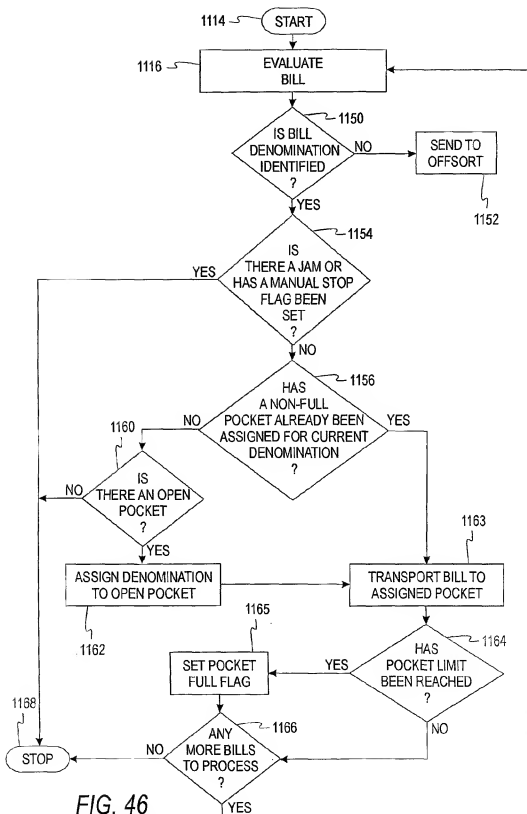 1114
START
1116
EVALUATE
BILL
1150
IS BILL
DENOMINATION
IDENTIFIED
?
NO
SEND TO
OFFSORT
1152
YES
1154
IS
THERE A JAM OR
HAS A MANUAL STOP
FLAG BEEN
SET
?
YES
NO
1156
HAS
A NON-FULL
POCKET ALREADY BEEN
ASSIGNED FOR CURRENT
DENOMINATION
?
NO
YES
1160
IS
THERE AN OPEN
POCKET
?
NO
YES
1163
ASSIGN DENOMINATION
TO OPEN POCKET
1162
TRANSPORT BILL TO
ASSIGNED POCKET
1164
HAS
POCKET LIMIT
BEEN REACHED
?
YES
NO
1165
SET POCKET
FULL FLAG
1166
ANY
MORE BILLS
TO PROCESS
?
NO
YES
1168
STOP
FIG. 46